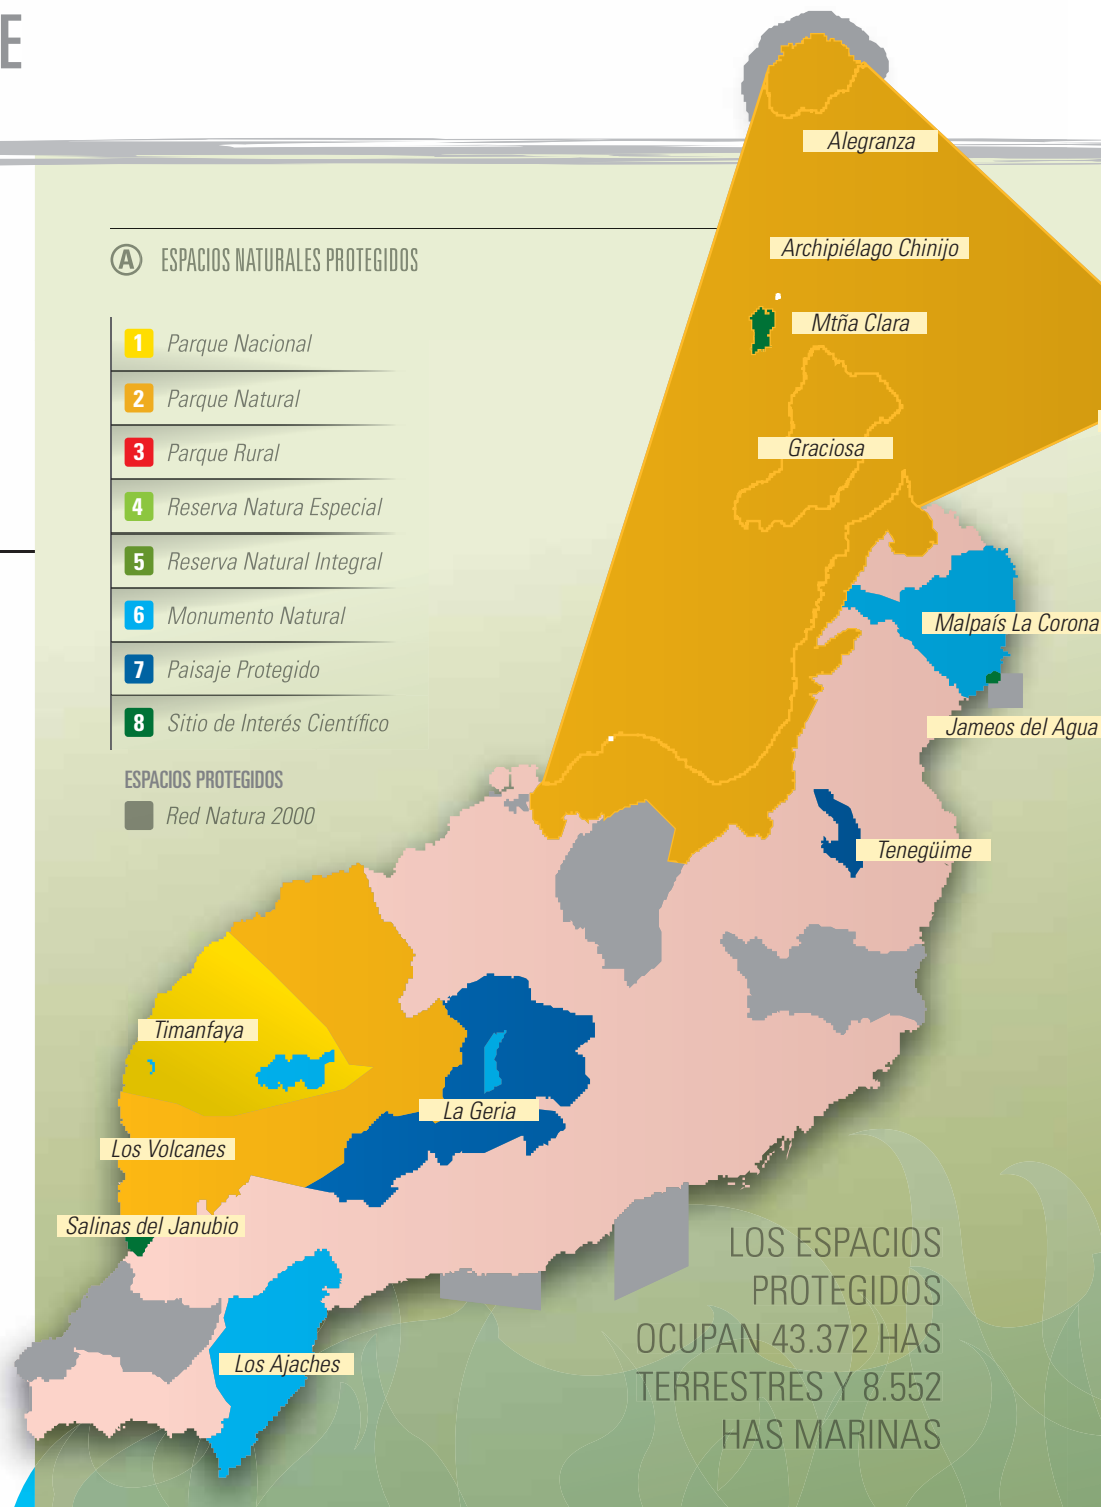 E
Alegranza
Archipiélago Chinijo
Mtña Clara
Graciosa
Malpaís La Corona
Jameos del Agua
Tenegüime
A ESPACIOS NATURALES PROTEGIDOS
1 Parque Nacional
2 Parque Natural
3 Parque Rural
4 Reserva Natura Especial
5 Reserva Natural Integral
6 Monumento Natural
7 Paisaje Protegido
8 Sitio de Interés Científico
ESPACIOS PROTEGIDOS
Red Natura 2000
Timanfaya
La Geria
Los Volcanes
Salinas del Janubio
Los Ajaches
LOS ESPACIOS
PROTEGIDOS
OCUPAN 43.372 HAS
TERRESTRES Y 8.552
HAS MARINAS